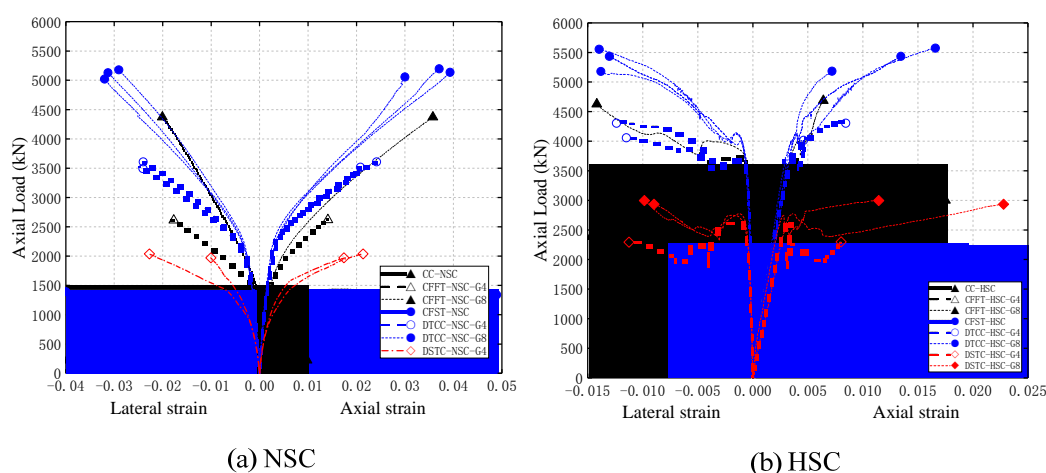 6000
5500
5000
4500
4000
3500
3000
2500
2000
1500
1000
500
0
Axial Load (kN)
CC-NSC
CFFT-NSC-G4
CFFT-NSC-G8
CFST-NSC
DTCC-NSC-G4
DTCC-NSC-G8
DSTC-NSC-G4
-0.04 -0.03 -0.02 -0.01 0.00 0.01 0.02 0.03 0.04 0.05
Lateral strain Axial strain
(a) NSC
6000
5500
5000
4500
4000
3500
3000
2500
2000
1500
1000
500
0
Axial Load (kN)
CC-HSC
CFFT-HSC-G4
CFFT-HSC-G8
CFST-HSC
DTCC-HSC-G4
DTCC-HSC-G8
DSTC-HSC-G4
DSTC-HSC-G8
-0.015 -0.010 -0.005 0.000 0.005 0.010 0.015 0.020 0.025
Lateral strain Axial strain
(b) HSC